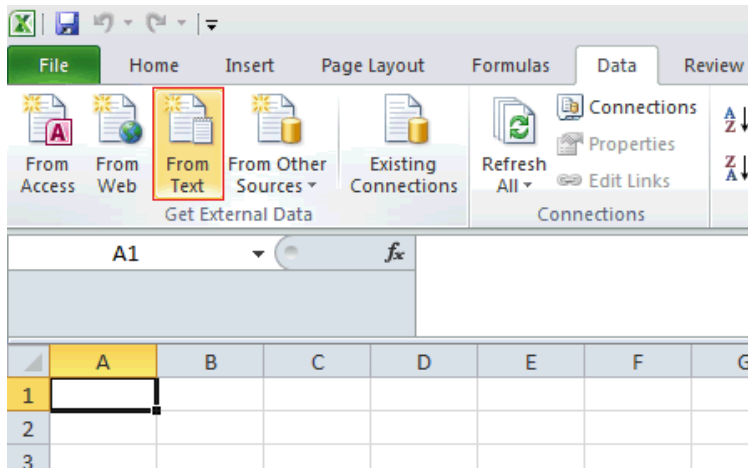 File Home Insert Page Layout Formulas Data Review
From Access
From Web
From Text
From Other Sources
Existing Connections
Refresh All
Connections
Properties
Edit Links
A Z
Z A
Get External Data
Connections
A1 fx
A B C D E F
1
2
3